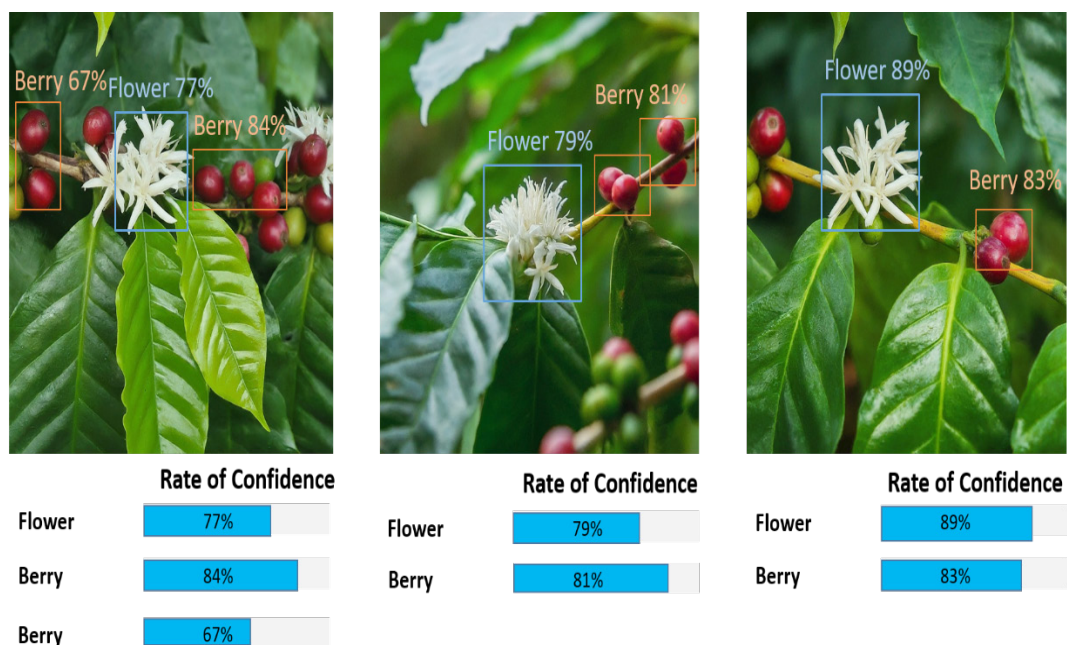 Berry 67%
Flower 77%
Berry 84%
Rate of Confidence
Flower 77%
Berry 84%
Berry 67%
Flower 79%
Berry 81%
Rate of Confidence
Flower 79%
Berry 81%
Flower 89%
Berry 83%
Rate of Confidence
Flower 89%
Berry 83%